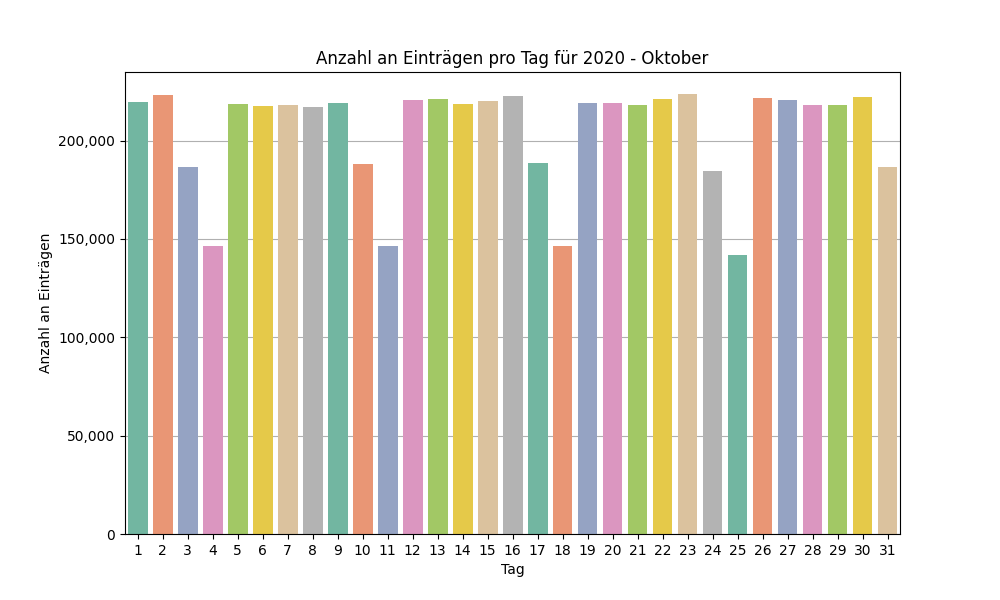 Anzahl an Einträgen pro Tag für 2020 - Oktober
Anzahl an Einträgen
200,000
150,000
100,000
50,000
0
1 2 3 4 5 6 7 8 9 10 11 12 13 14 15 16 17 18 19 20 21 22 23 24 25 26 27 28 29 30 31
Tag